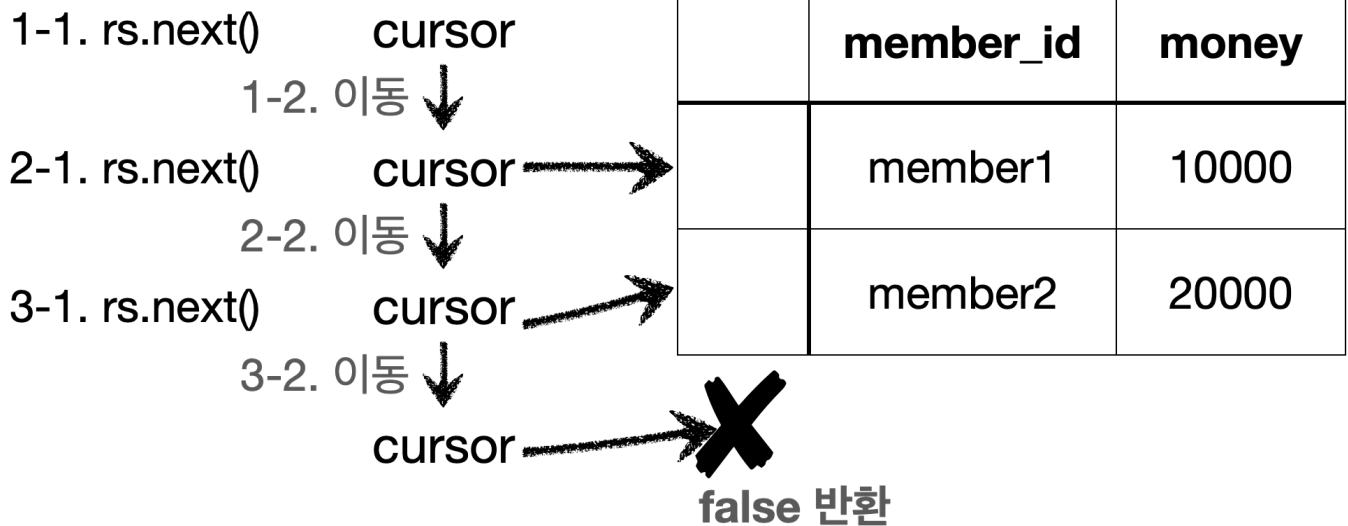 1-1. rs.next() cursor
1-2. 이동
2-1. rs.next() cursor
2-2. 이동
3-1. rs.next() cursor
3-2. 이동
cursor
false 반환
member_id money
member1 10000
member2 20000